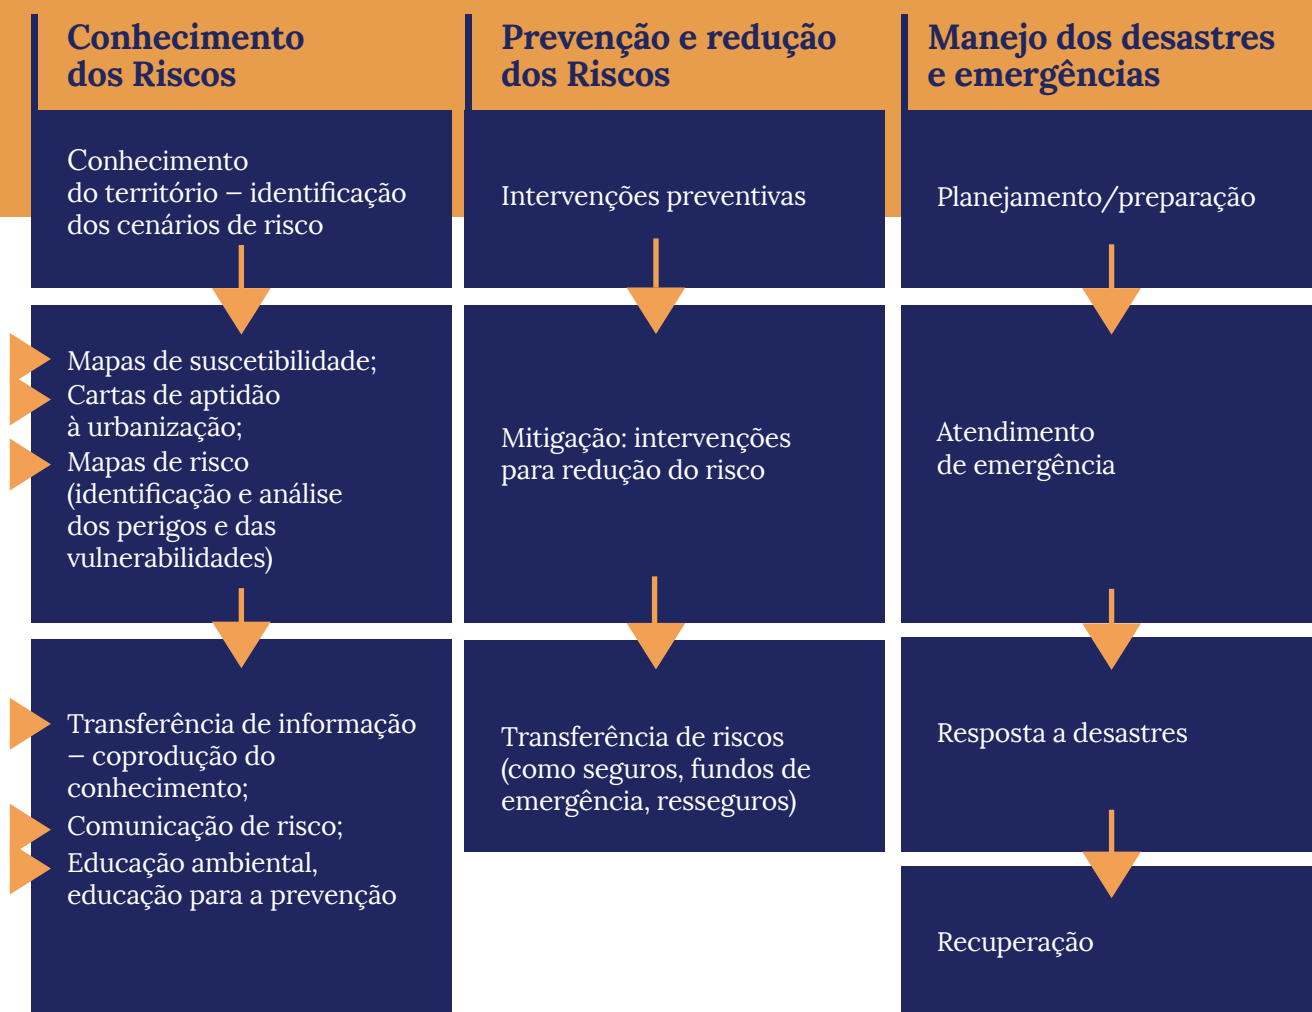 Conhecimento
dos Riscos
Conhecimento
do território – identificação
dos cenários de risco
Mapas de suscetibilidade;
Cartas de aptidão
à urbanização;
Mapas de risco
(identificação e análise
dos perigos e das
vulnerabilidades)
Transferência de informação
– coprodução do
conhecimento;
Comunicação de risco;
Educação ambiental,
educação para a prevenção
Prevenção e redução
dos Riscos
Intervenções preventivas
Mitigação: intervenções
para redução do risco
Transferência de riscos
(como seguros, fundos de
emergência, resseguros)
Manejo dos desastres
e emergências
Planejamento/preparação
Atendimento
de emergência
Resposta a desastres
Recuperação